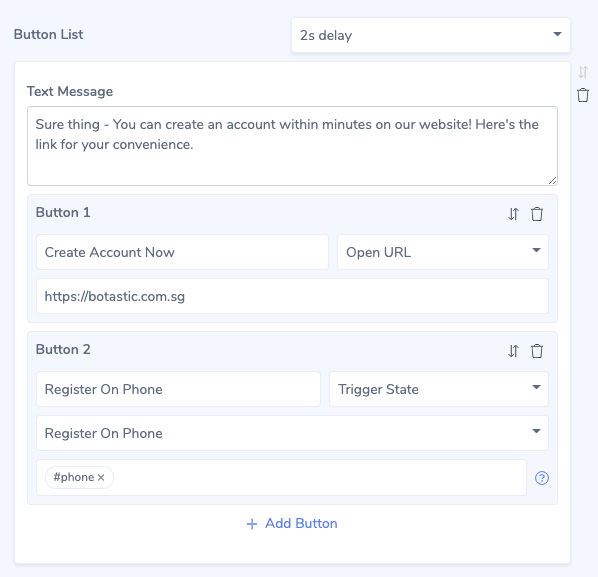 Button List
2s delay
Text Message
Sure thing - You can create an account within minutes on our website! Here's the
link for your convenience.
Button 1
Create Account Now
Open URL
https://botastic.com.sg
Button 2
Register On Phone
Trigger State
Register On Phone
#phone ×
?
+ Add Button